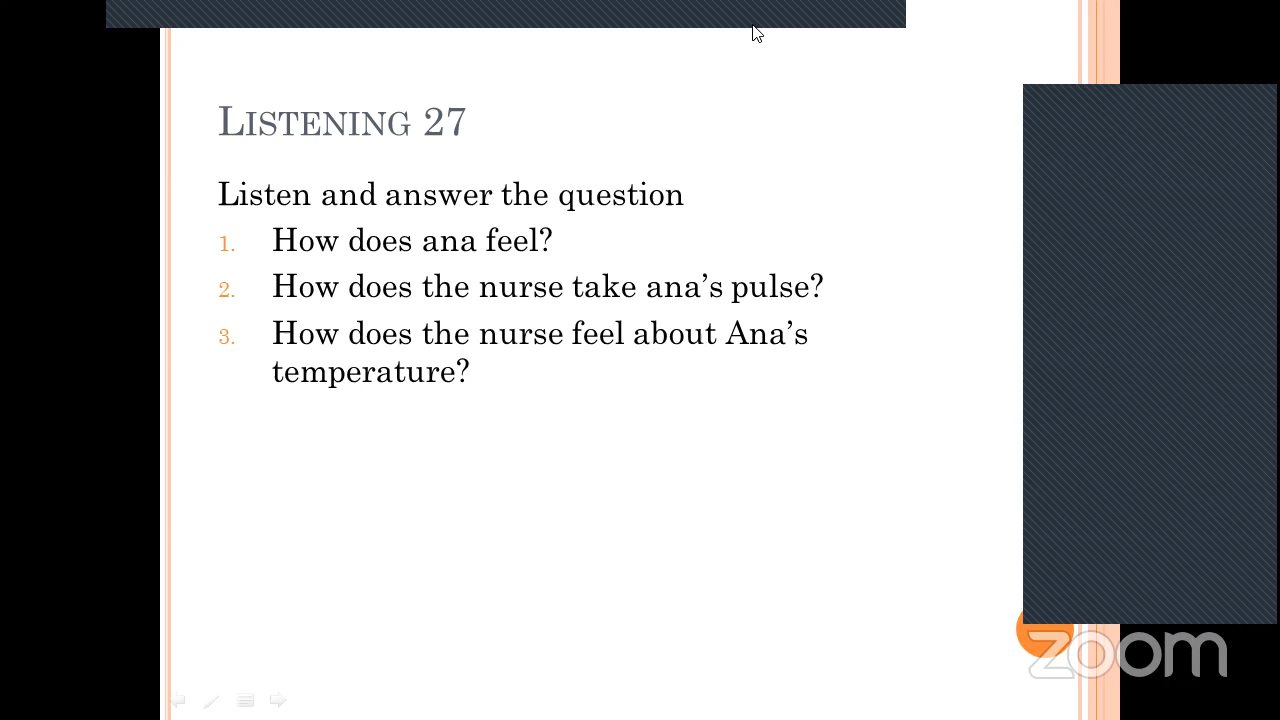 Listening 27
Listen and answer the question
1. How does ana feel?
2. How does the nurse take ana’s pulse?
3. How does the nurse feel about Ana’s
temperature?
zoom